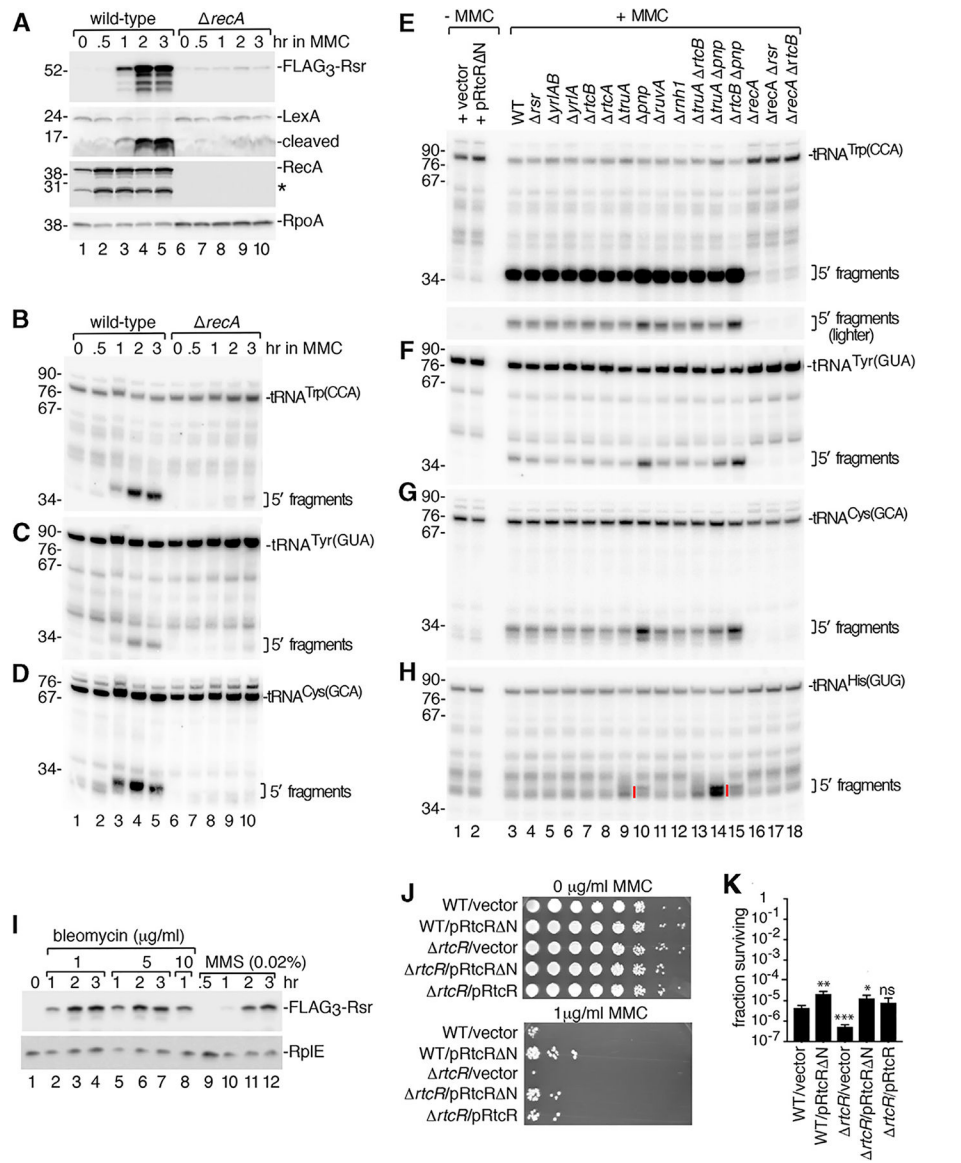 A
wild-type ΔrecA
0 .5 1 2 3 0 .5 1 2 3 hr in MMC
52- -FLAG3-Rsr
24- -LexA
17- -cleaved
38- -RecA
31- *
38- -RpoA
1 2 3 4 5 6 7 8 9 10
B
wild-type ΔrecA
0 .5 1 2 3 0 .5 1 2 3 hr in MMC
90-
76- -tRNATrp(CCA)
67-
34- ]5′ fragments
C
90-
76- -tRNATyr(GUA)
67-
34- ]5′ fragments
D
76- -tRNACys(GCA)
67-
34-
]5′ fragments
1 2 3 4 5 6 7 8 9 10
E
- MMC + MMC
+ vector
+ pRtcRΔN
WT
Δrsr
ΔyrlAB
ΔyrlA
ΔrtcB
ΔrtcA
ΔtruA
Δpnp
ΔruvA
Δrnh1
ΔtruA ΔrtcB
ΔtruA Δpnp
ΔrtcB Δpnp
ΔrecA
ΔrecA Δrsr
ΔrecA ΔrtcB
90- -tRNATrp(CCA)
76-
67-
34- ]5′ fragments
]5′ fragments
(lighter)
F
90-
76- -tRNATyr(GUA)
67-
34- ]5′ fragments
G
90-
76- -tRNACys(GCA)
67-
34- ]5′ fragments
H
90- -tRNAHis(GUG)
76-
67-
]5′ fragments
34-
1 2 3 4 5 6 7 8 9 10 11 12 13 14 15 16 17 18
I
bleomycin (µg/ml)
1 5 10 MMS (0.02%)
0 1 2 3 1 2 3 1 .5 1 2 3 hr
-FLAG3-Rsr
-RplE
1 2 3 4 5 6 7 8 9 10 11 12
J
0 µg/ml MMC
WT/vector
WT/pRtcRΔN
ΔrtcR/vector
ΔrtcR/pRtcRΔN
ΔrtcR/pRtcR
1µg/ml MMC
WT/vector
WT/pRtcRΔN
ΔrtcR/vector
ΔrtcR/pRtcRΔN
ΔrtcR/pRtcR
K
fraction surviving
1
10-1
10-2
10-3
10-4
10-5
10-6
10-7
** *** * ns
WT/vector
WT/pRtcRΔN
ΔrtcR/vector
ΔrtcR/pRtcRΔN
ΔrtcR/pRtcR